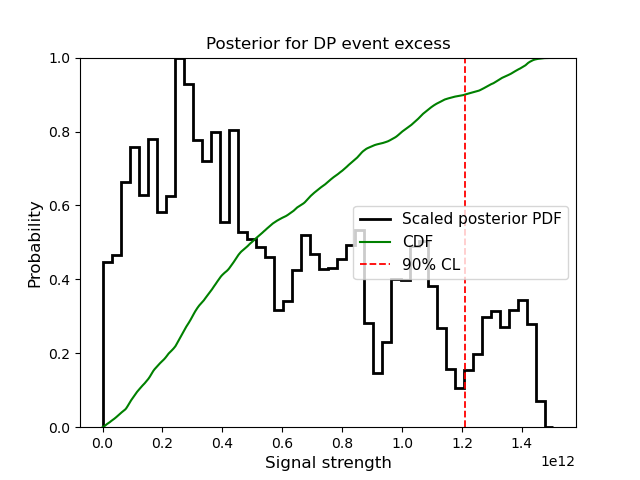 Posterior for DP event excess
1.0
0.8
0.6
0.4
0.2
0.0
Probability
Scaled posterior PDF
CDF
90% CL
0.0 0.2 0.4 0.6 0.8 1.0 1.2 1.4
1e12
Signal strength